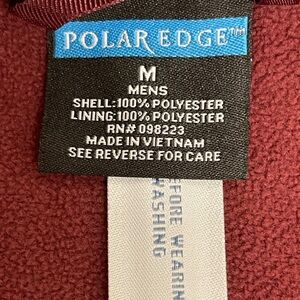 POLAR EDGE™
M
MENS
SHELL:100% POLYESTER
LINING:100% POLYESTER
RN# 098223
MADE IN VIETNAM
SEE REVERSE FOR CARE
WEARIN
WASHING